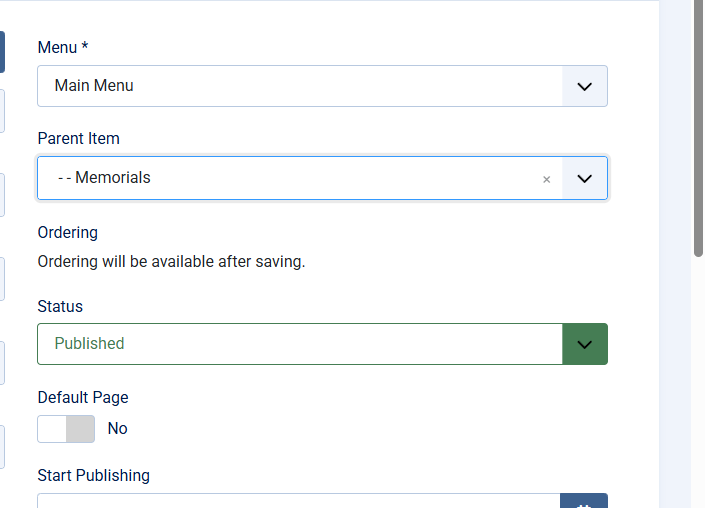 Menu *
Main Menu
Parent Item
- - Memorials
×
Ordering
Ordering will be available after saving.
Status
Published
Default Page
No
Start Publishing